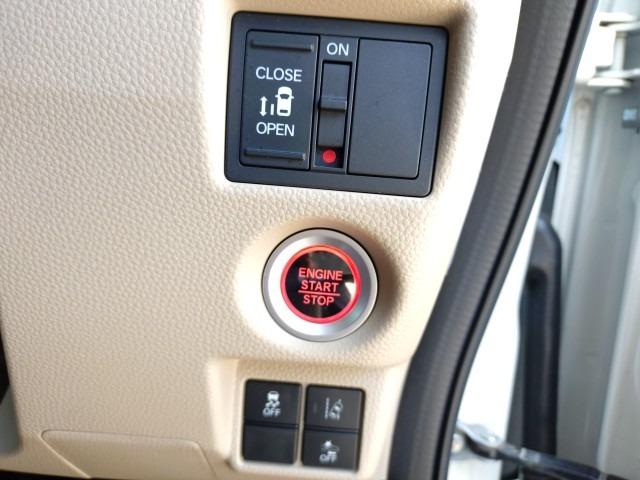 ON
CLOSE
OPEN
ENGINE
START
STOP
OFF
OFF